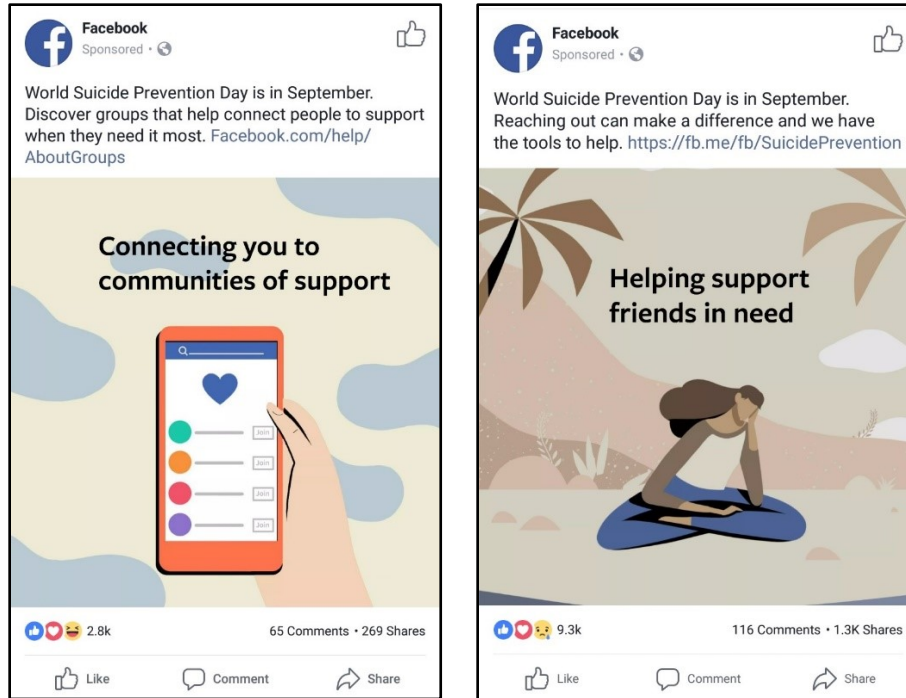 Facebook
Sponsored •
World Suicide Prevention Day is in September.
Discover groups that help connect people to support
when they need it most. Facebook.com/help/
AboutGroups
Connecting you to
communities of support
Join
Join
Join
Join
2.8k
65 Comments • 269 Shares
Like
Comment
Share
Facebook
Sponsored •
World Suicide Prevention Day is in September.
Reaching out can make a difference and we have
the tools to help. https://fb.me/fb/SuicidePrevention
Helping support
friends in need
9.3k
116 Comments • 1.3K Shares
Like
Comment
Share